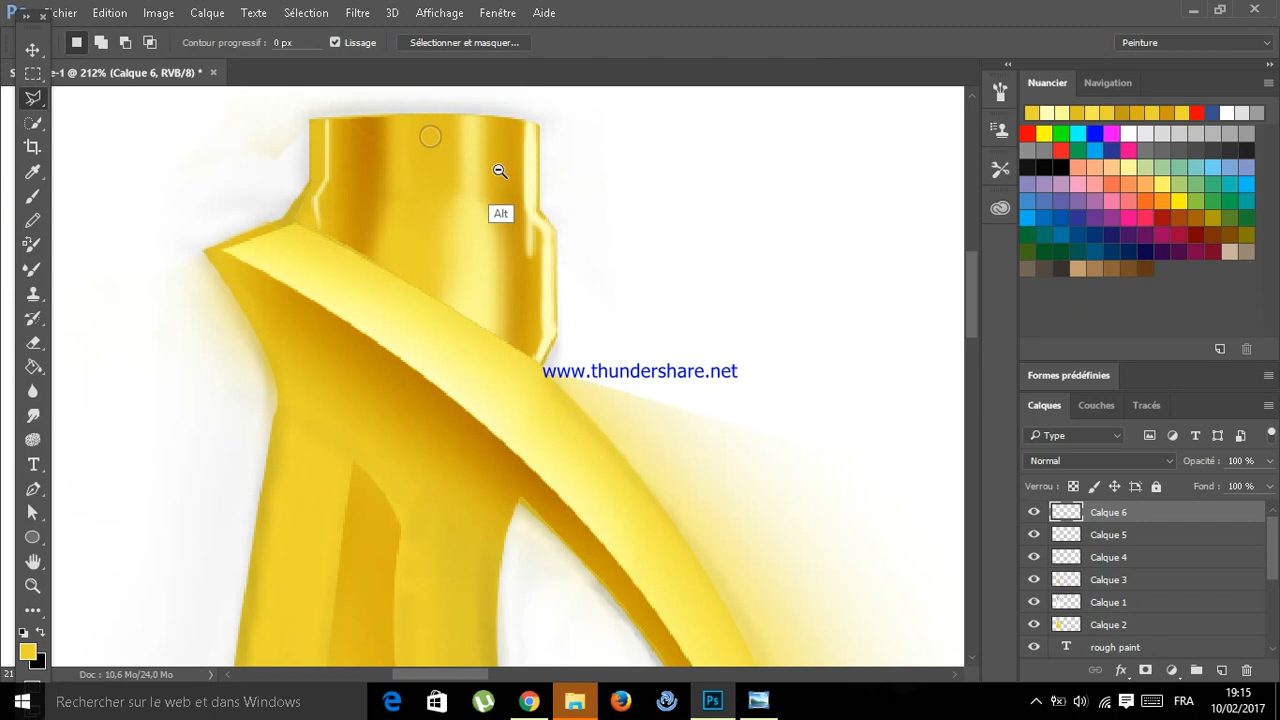 Fichier Edition Image Calque Texte Sélection Filtre 3D Affichage Fenêtre Aide
Contour progressif : 0 px Lissage Sélectionner et masquer... Peinture
e-1 @ 212% (Calque 6, RVB/8) * ×
Nuancier Navigation
Alt
www.thundershare.net
Formes prédéfinies
Calques Couches Tracés
Type
Normal Opacité : 100 %
Verrou : Fond : 100 %
Calque 6
Calque 5
Calque 4
Calque 3
Calque 1
Calque 2
T rough paint
21 Doc : 10,6 Mo/24,0 Mo
Rechercher sur le web et dans Windows Ps FRA 19:15
10/02/2017